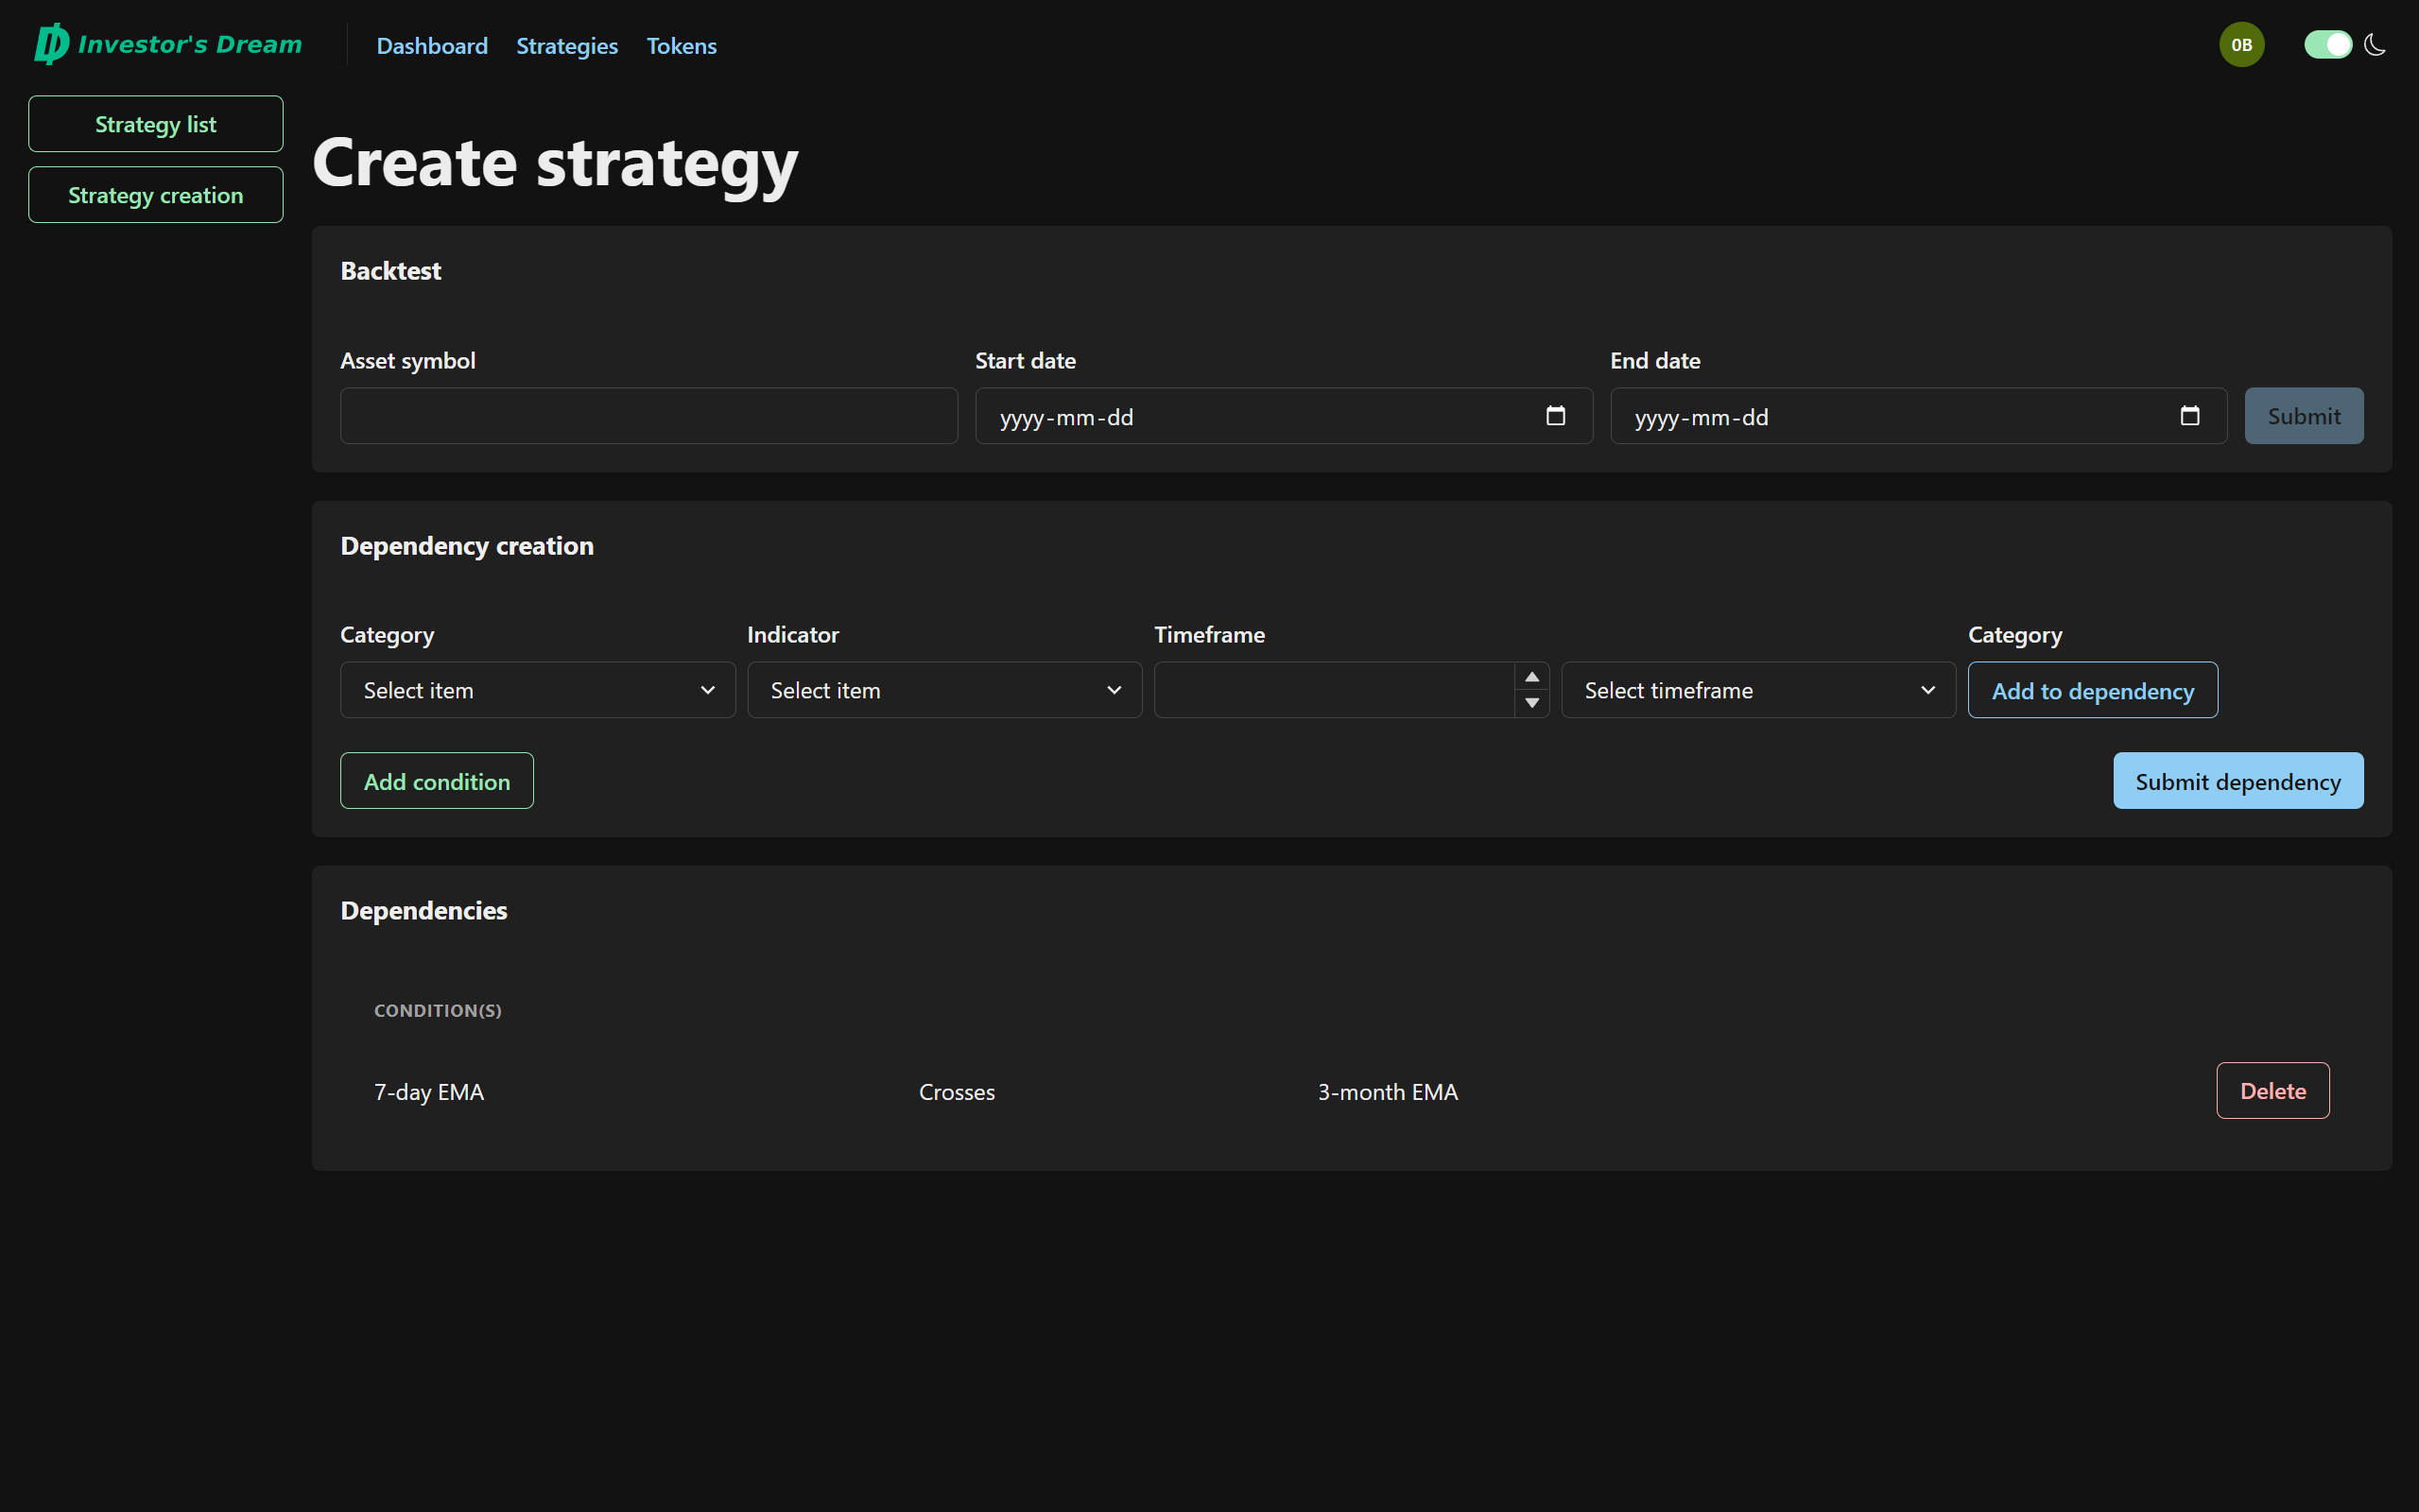 Investor's Dream
Dashboard Strategies Tokens
0B
Strategy list
Strategy creation
Create strategy
Backtest
Asset symbol Start date End date
yyyy-mm-dd yyyy-mm-dd Submit
Dependency creation
Category Indicator Timeframe Category
Select item Select item Select timeframe Add to dependency
Add condition Submit dependency
Dependencies
CONDITION(S)
7-day EMA Crosses 3-month EMA Delete